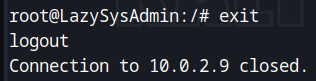 root@LazySysAdmin:/# exit
logout
Connection to 10.0.2.9 closed.